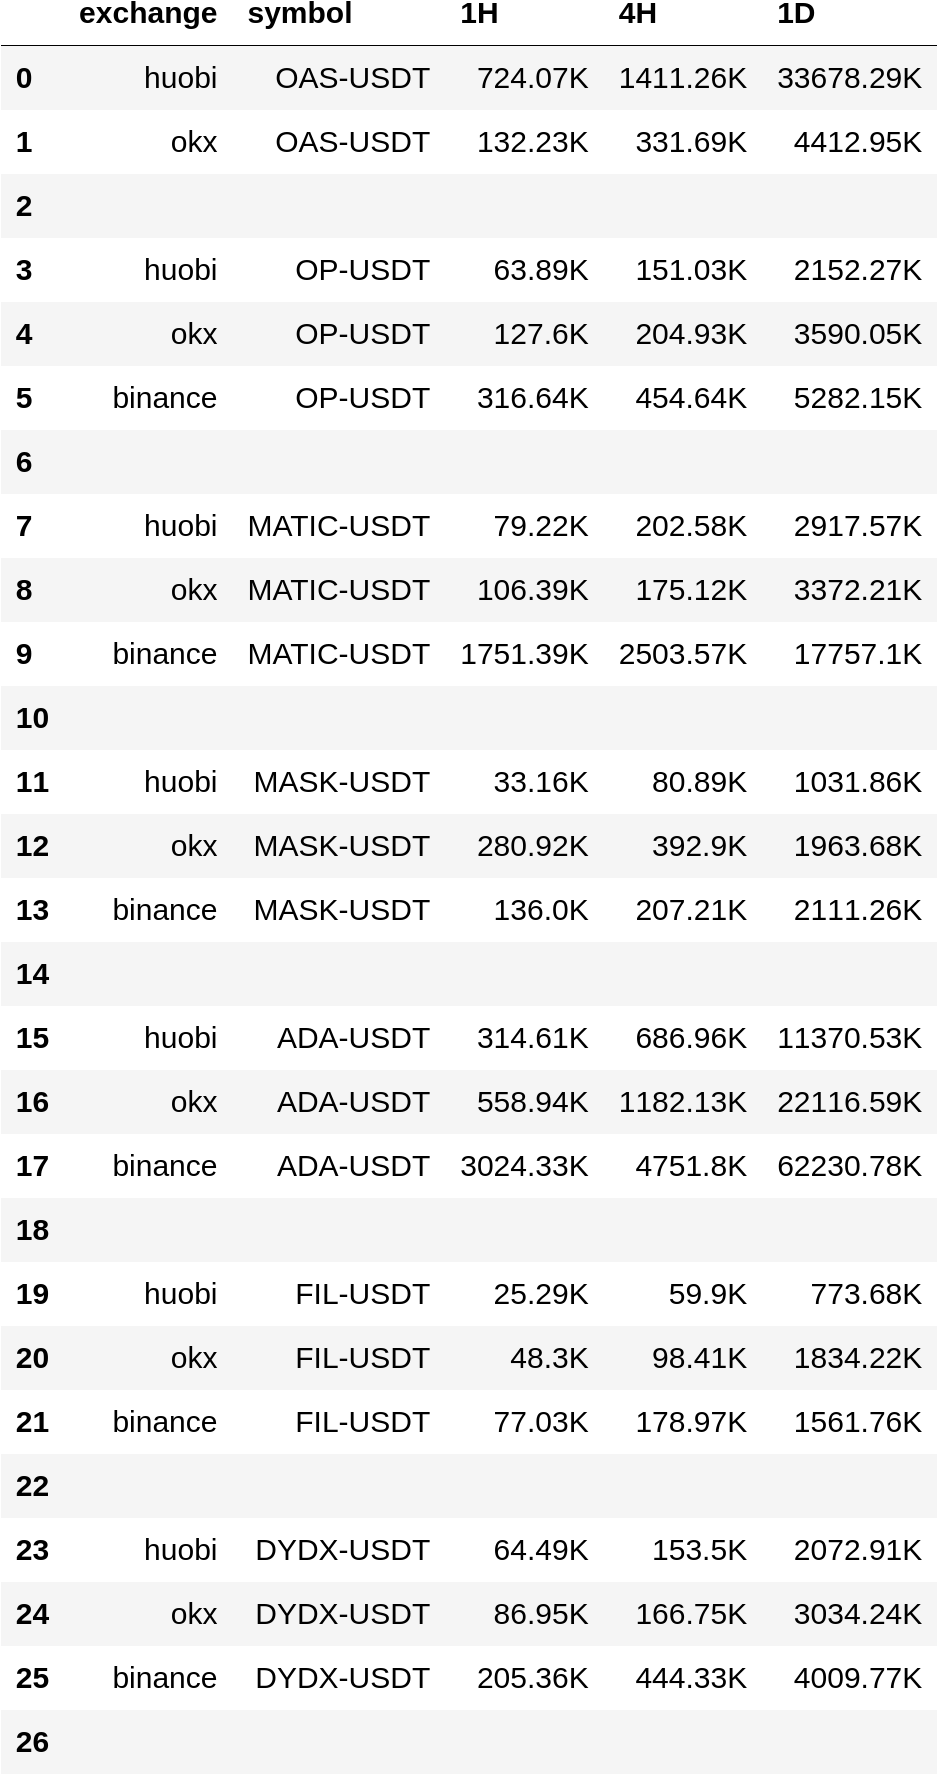 exchange symbol 1H 4H 1D
0 huobi OAS-USDT 724.07K 1411.26K 33678.29K
1 okx OAS-USDT 132.23K 331.69K 4412.95K
2
3 huobi OP-USDT 63.89K 151.03K 2152.27K
4 okx OP-USDT 127.6K 204.93K 3590.05K
5 binance OP-USDT 316.64K 454.64K 5282.15K
6
7 huobi MATIC-USDT 79.22K 202.58K 2917.57K
8 okx MATIC-USDT 106.39K 175.12K 3372.21K
9 binance MATIC-USDT 1751.39K 2503.57K 17757.1K
10
11 huobi MASK-USDT 33.16K 80.89K 1031.86K
12 okx MASK-USDT 280.92K 392.9K 1963.68K
13 binance MASK-USDT 136.0K 207.21K 2111.26K
14
15 huobi ADA-USDT 314.61K 686.96K 11370.53K
16 okx ADA-USDT 558.94K 1182.13K 22116.59K
17 binance ADA-USDT 3024.33K 4751.8K 62230.78K
18
19 huobi FIL-USDT 25.29K 59.9K 773.68K
20 okx FIL-USDT 48.3K 98.41K 1834.22K
21 binance FIL-USDT 77.03K 178.97K 1561.76K
22
23 huobi DYDX-USDT 64.49K 153.5K 2072.91K
24 okx DYDX-USDT 86.95K 166.75K 3034.24K
25 binance DYDX-USDT 205.36K 444.33K 4009.77K
26